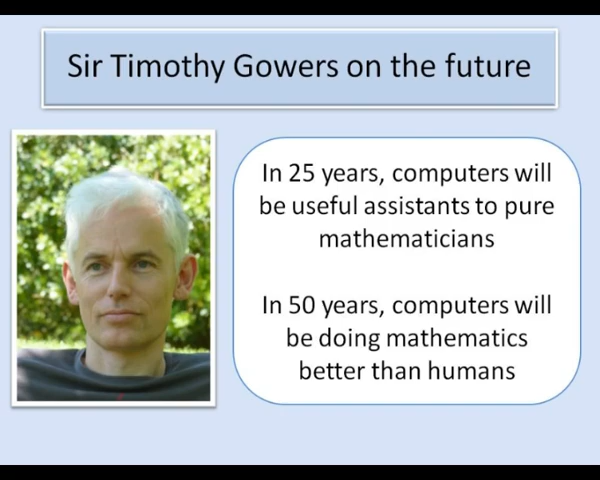 Sir Timothy Gowers on the future
In 25 years, computers will
be useful assistants to pure
mathematicians
In 50 years, computers will
be doing mathematics
better than humans